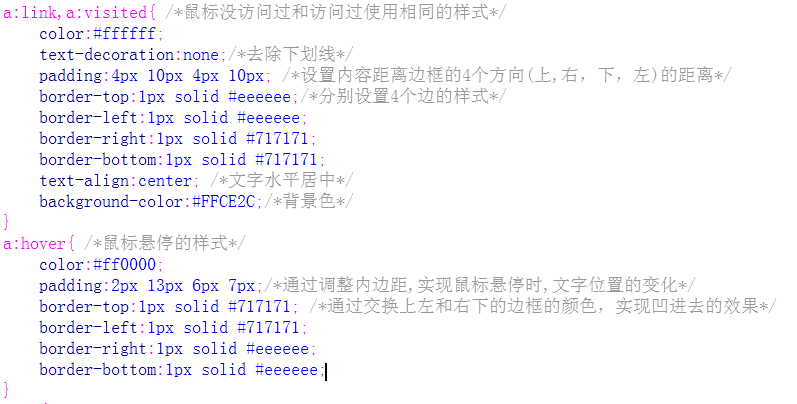 a:link,a:visited{ /*鼠标没访问过和访问过使用相同的样式*/
color:#ffffff;
text-decoration:none;/*去除下划线*/
padding:4px 10px 4px 10px; /*设置内容距离边框的4个方向(上,右，下，左)的距离*/
border-top:1px solid #eeeeee;/*分别设置4个边的样式*/
border-left:1px solid #eeeeee;
border-right:1px solid #717171;
border-bottom:1px solid #717171;
text-align:center; /*文字水平居中*/
background-color:#FFCE2C;/*背景色*/
}
a:hover{ /*鼠标悬停的样式*/
color:#ff0000;
padding:2px 13px 6px 7px;/*通过调整内边距,实现鼠标悬停时,文字位置的变化*/
border-top:1px solid #717171; /*通过交换上左和右下的边框的颜色，实现凹进去的效果*/
border-left:1px solid #717171;
border-right:1px solid #eeeeee;
border-bottom:1px solid #eeeeee;
}